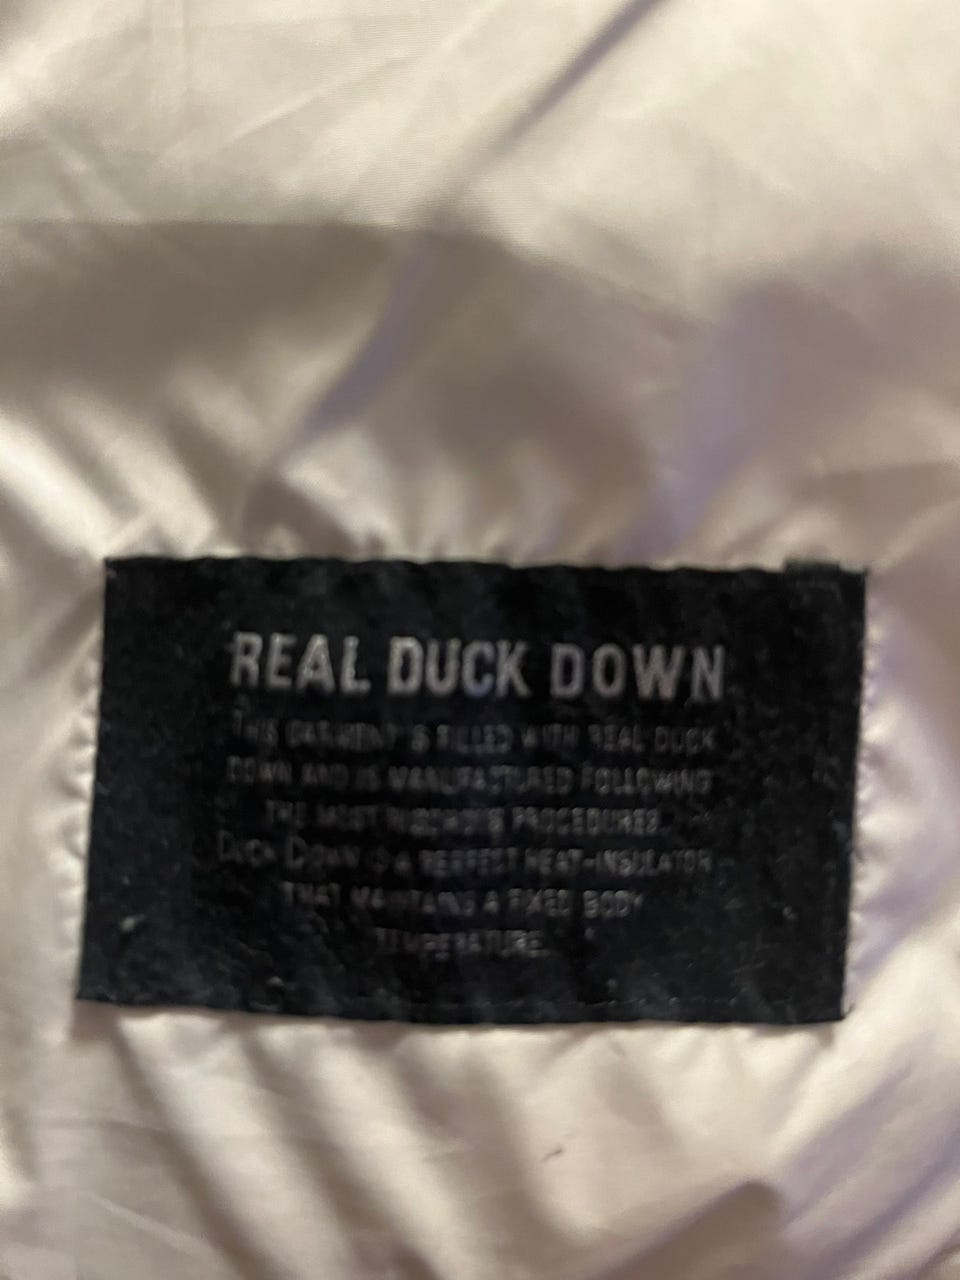 REAL DUCK DOWN
THIS GARMENT IS FILLED WITH REAL DUCK
DOWN AND IS MANUFACTURED FOLLOWING
THE MOST RIGOROUS PROCEDURES.
DUCK DOWN IS A PERFECT HEAT-INSULATOR
THAT MAINTAINS A FIXED BODY
TEMPERATURE.